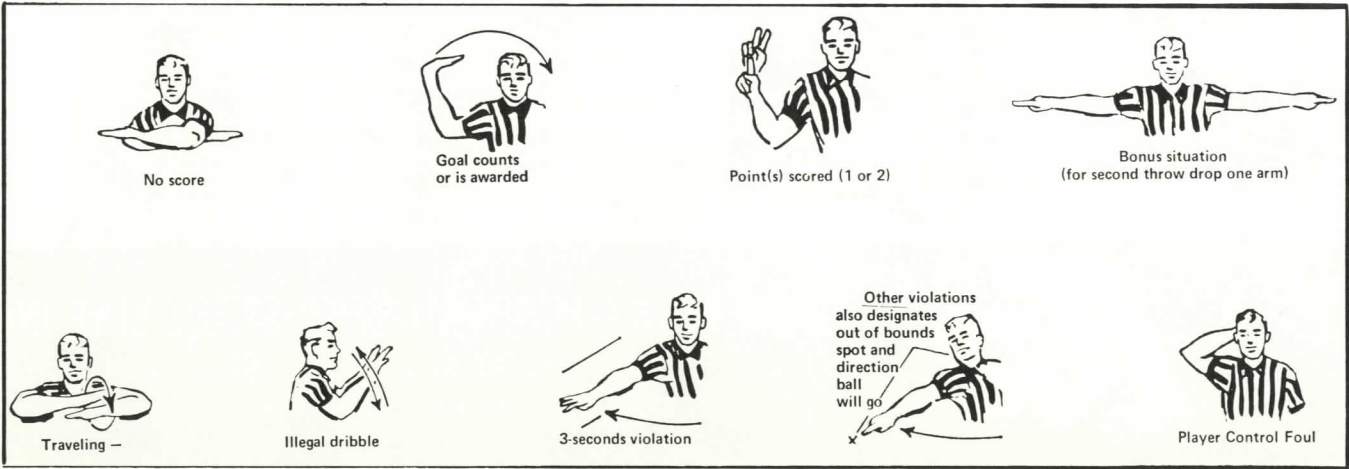 No score
Goal counts
or is awarded
Point(s) scored (1 or 2)
Bonus situation
(for second throw drop one arm)
Traveling —
Illegal dribble
3-seconds violation
Other violations
also designates
out of bounds
spot and
direction
ball
will go
x
Player Control Foul